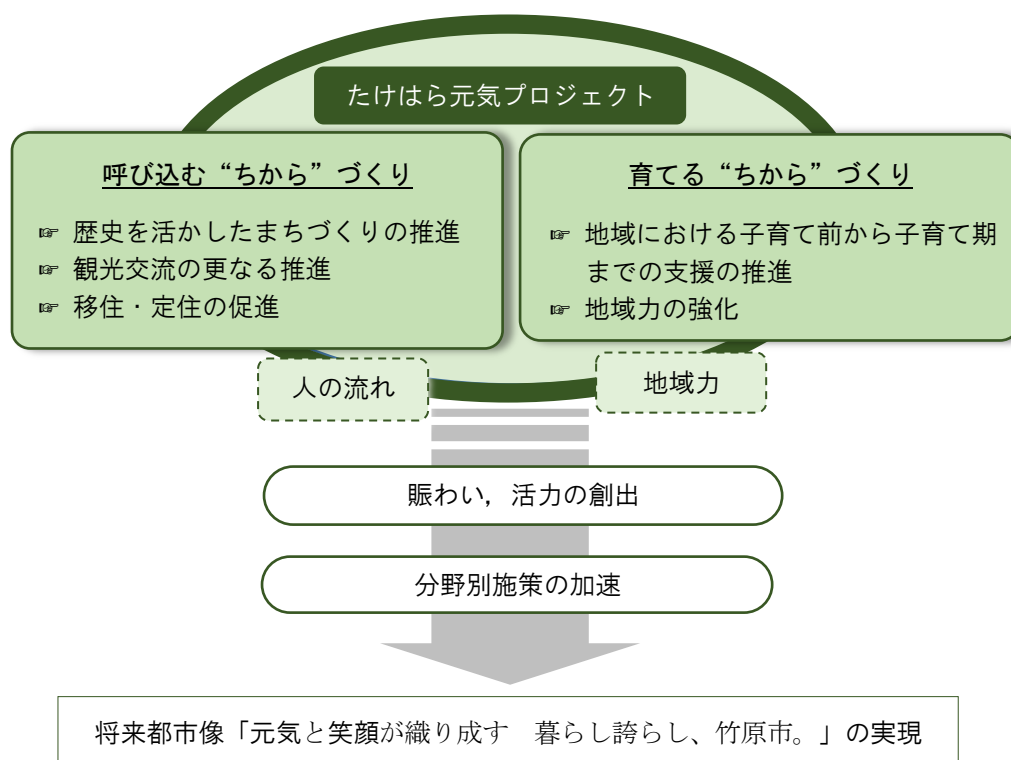 たけはら元気プロジェクト
呼び込む“ちから”づくり
☞ 歴史を活かしたまちづくりの推進
☞ 観光交流の更なる推進
☞ 移住・定住の促進
育てる“ちから”づくり
☞ 地域における子育て前から子育て期
までの支援の推進
☞ 地域力の強化
人の流れ
地域力
賑わい，活力の創出
分野別施策の加速
将来都市像「元気と笑顔が織り成す　暮らし誇らし、竹原市。」の実現